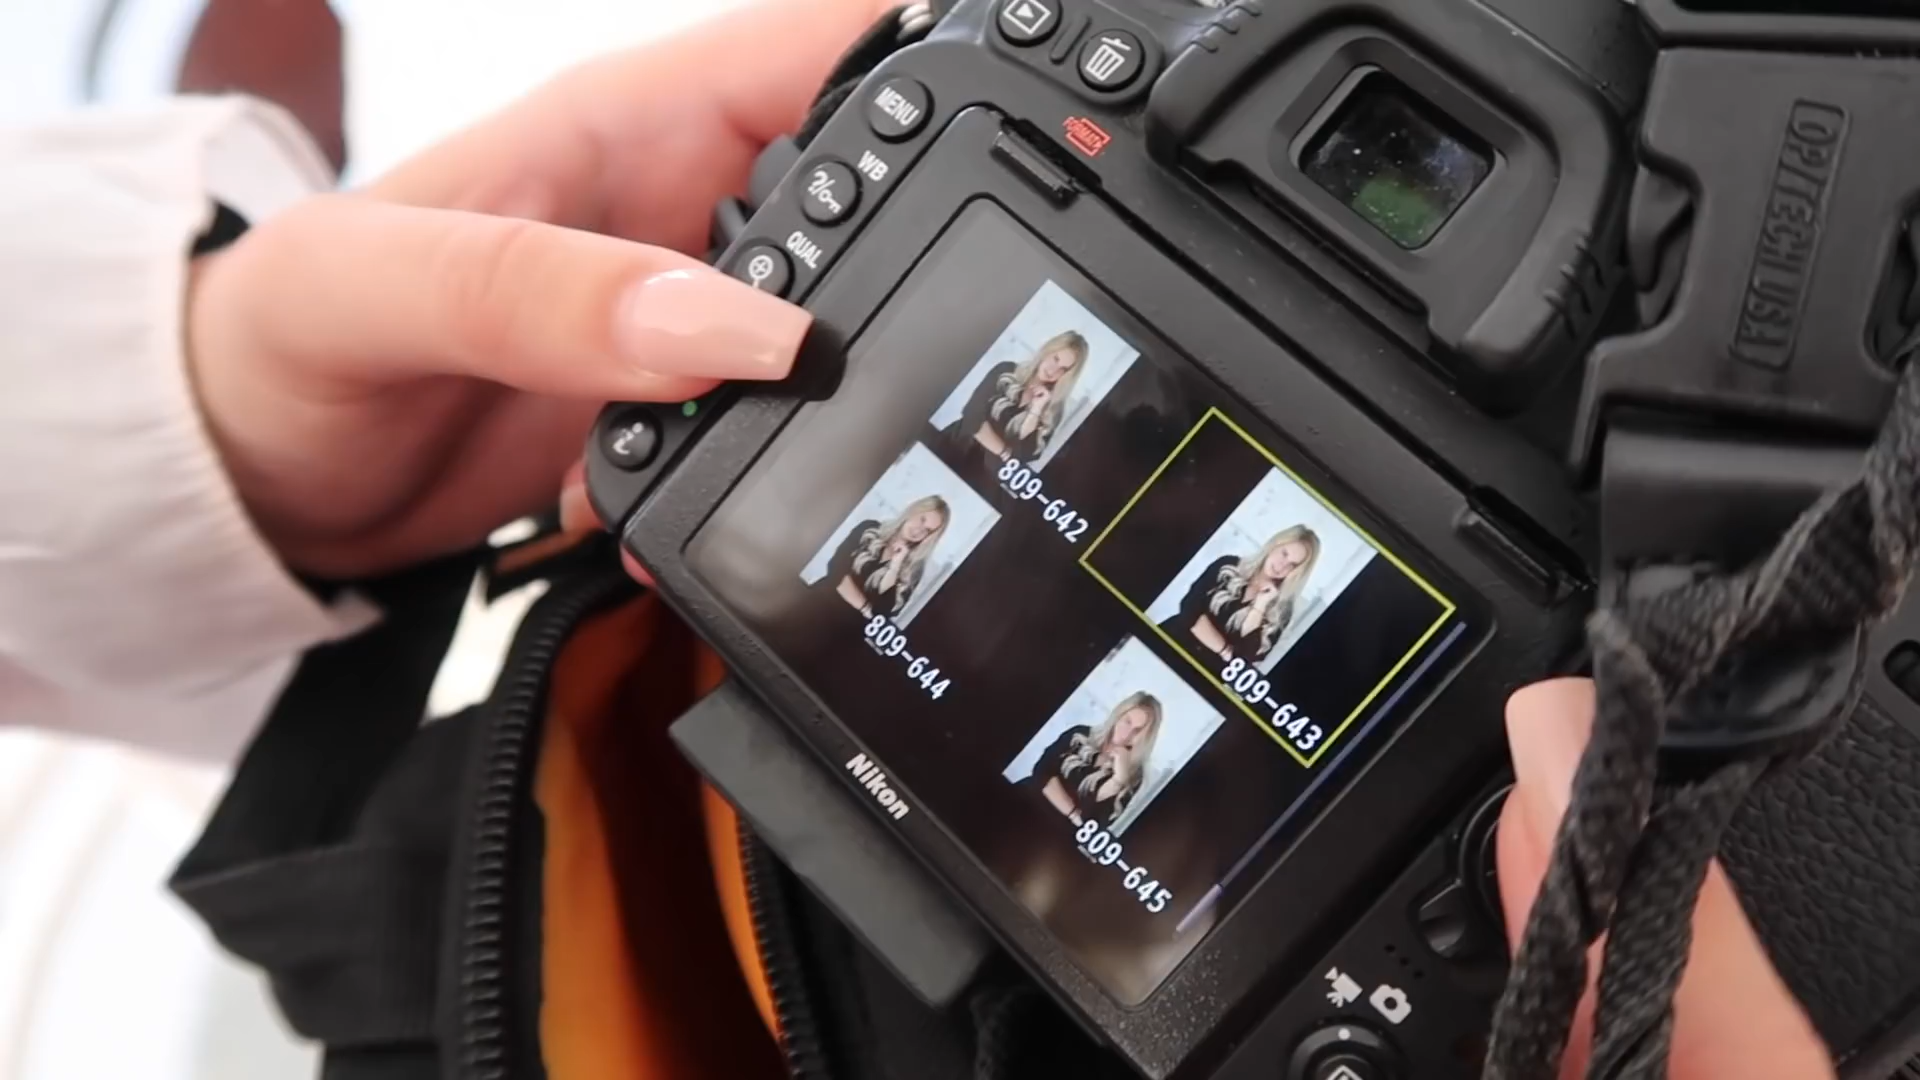 MENU
FORMAT
WB
?/
QUAL
i
809-642
809-643
809-644
809-645
Nikon
OP/TECH USA